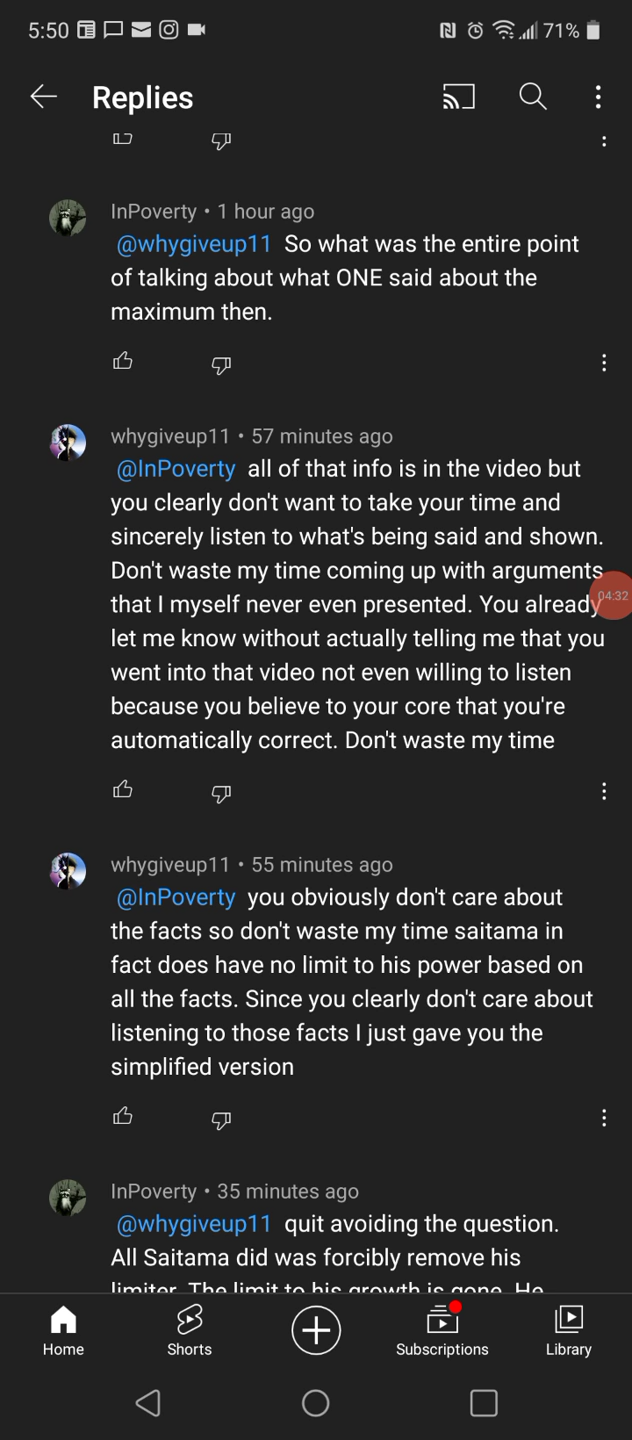 5:50
71%
Replies
InPoverty • 1 hour ago
@whygiveup11 So what was the entire point
of talking about what ONE said about the
maximum then.
whygiveup11 • 57 minutes ago
@InPoverty all of that info is in the video but
you clearly don't want to take your time and
sincerely listen to what's being said and shown.
Don't waste my time coming up with arguments
that I myself never even presented. You already
04:32
let me know without actually telling me that you
went into that video not even willing to listen
because you believe to your core that you're
automatically correct. Don't waste my time
whygiveup11 • 55 minutes ago
@InPoverty you obviously don't care about
the facts so don't waste my time saitama in
fact does have no limit to his power based on
all the facts. Since you clearly don't care about
listening to those facts I just gave you the
simplified version
InPoverty • 35 minutes ago
@whygiveup11 quit avoiding the question.
All Saitama did was forcibly remove his
limiter. The limit to his growth is gone. He
Home
Shorts
Subscriptions
Library